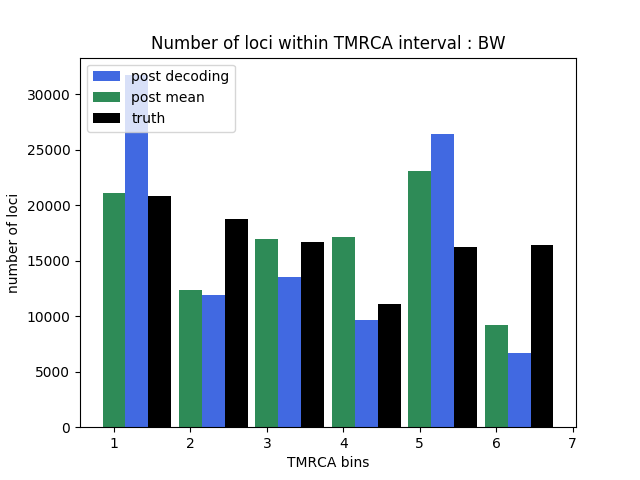 Number of loci within TMRCA interval : BW
post decoding
post mean
truth
30000
25000
20000
15000
10000
5000
0
number of loci
1 2 3 4 5 6 7
TMRCA bins